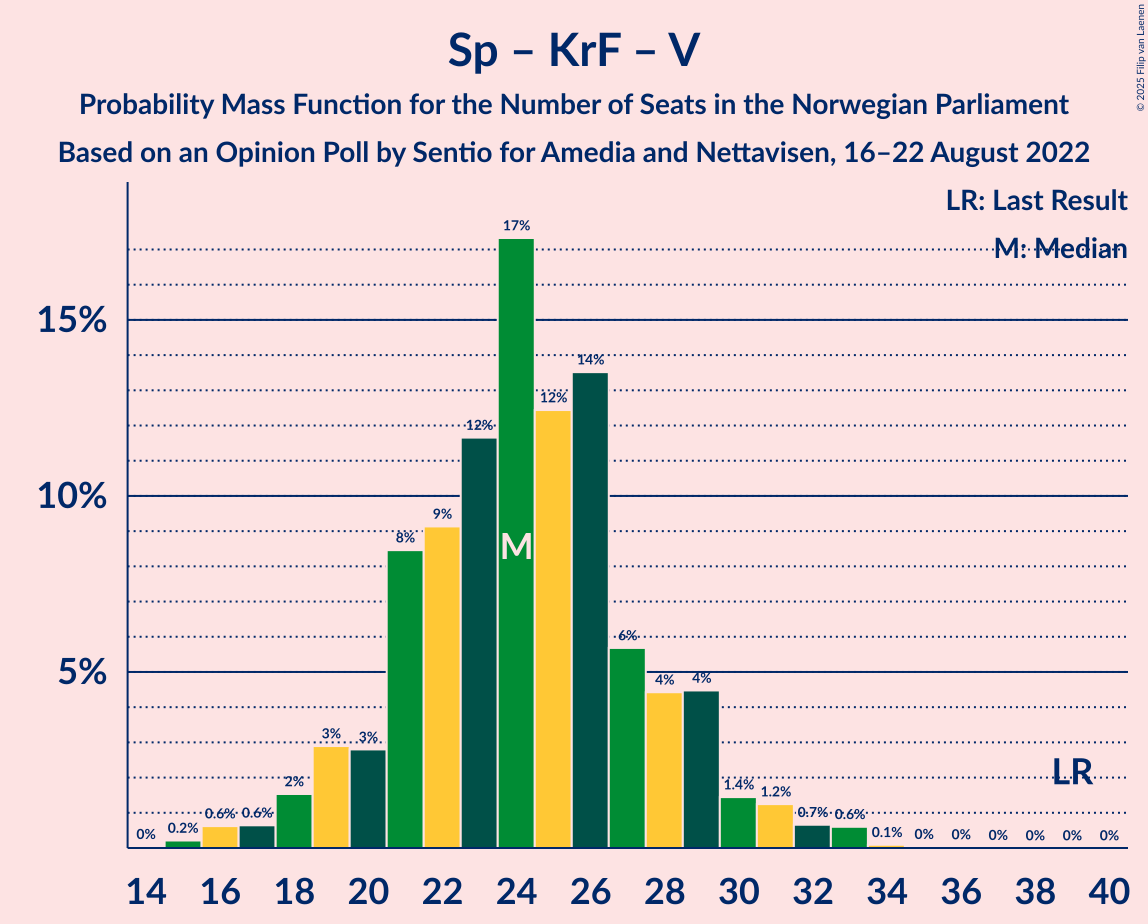 Sp – KrF – V
Probability Mass Function for the Number of Seats in the Norwegian Parliament
Based on an Opinion Poll by Sentio for Amedia and Nettavisen, 16–22 August 2022
© 2025 Filip van Laenen
LR: Last Result
M: Median
15%
10%
5%
0% 0.2% 0.6% 0.6% 2% 3% 3% 8% 9% 12% 17% 12% 14% 6% 4% 4% 1.4% 1.2% 0.7% 0.6% 0.1% 0% 0% 0% 0% 0% 0%
M
LR
14 16 18 20 22 24 26 28 30 32 34 36 38 40